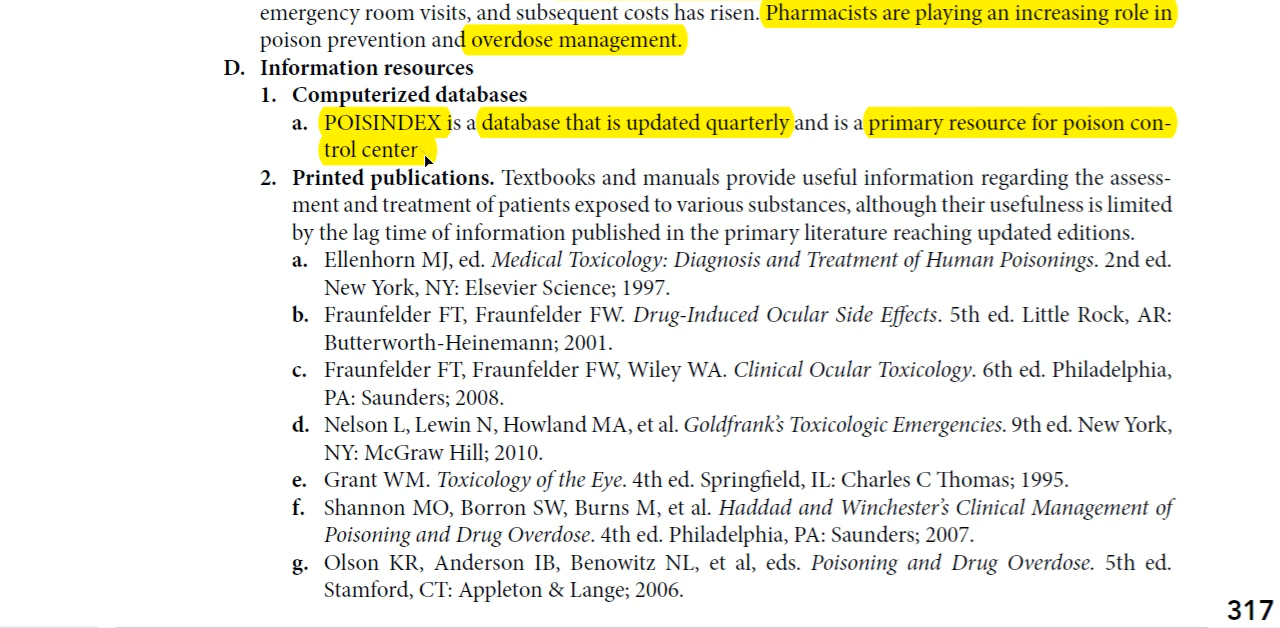 emergency room visits, and subsequent costs has risen. Pharmacists are playing an increasing role in
poison prevention and overdose management.
D. Information resources
1. Computerized databases
a. POISINDEX is a database that is updated quarterly and is a primary resource for poison con-
trol center
2. Printed publications. Textbooks and manuals provide useful information regarding the assess-
ment and treatment of patients exposed to various substances, although their usefulness is limited
by the lag time of information published in the primary literature reaching updated editions.
a. Ellenhorn MJ, ed. Medical Toxicology: Diagnosis and Treatment of Human Poisonings. 2nd ed.
New York, NY: Elsevier Science; 1997.
b. Fraunfelder FT, Fraunfelder FW. Drug-Induced Ocular Side Effects. 5th ed. Little Rock, AR:
Butterworth-Heinemann; 2001.
c. Fraunfelder FT, Fraunfelder FW, Wiley WA. Clinical Ocular Toxicology. 6th ed. Philadelphia,
PA: Saunders; 2008.
d. Nelson L, Lewin N, Howland MA, et al. Goldfrank's Toxicologic Emergencies. 9th ed. New York,
NY: McGraw Hill; 2010.
e. Grant WM. Toxicology of the Eye. 4th ed. Springfield, IL: Charles C Thomas; 1995.
f. Shannon MO, Borron SW, Burns M, et al. Haddad and Winchester's Clinical Management of
Poisoning and Drug Overdose. 4th ed. Philadelphia, PA: Saunders; 2007.
g. Olson KR, Anderson IB, Benowitz NL, et al, eds. Poisoning and Drug Overdose. 5th ed.
Stamford, CT: Appleton & Lange; 2006.
317